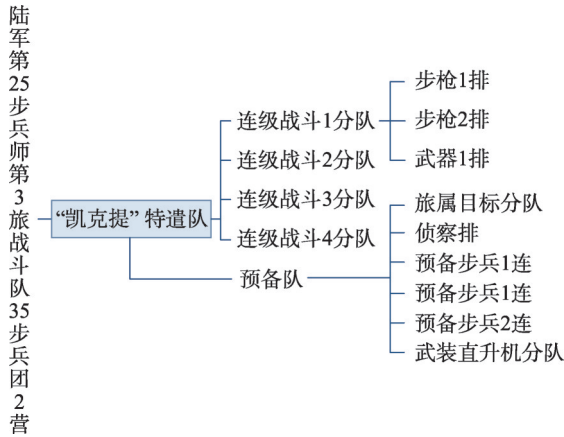 陆军第25步兵师第3旅战斗队35步兵团2营
“凯克提”特遣队
连级战斗1分队
连级战斗2分队
连级战斗3分队
连级战斗4分队
预备队
步枪1排
步枪2排
武器1排
旅属目标分队
侦察排
预备步兵1连
预备步兵1连
预备步兵2连
武装直升机分队